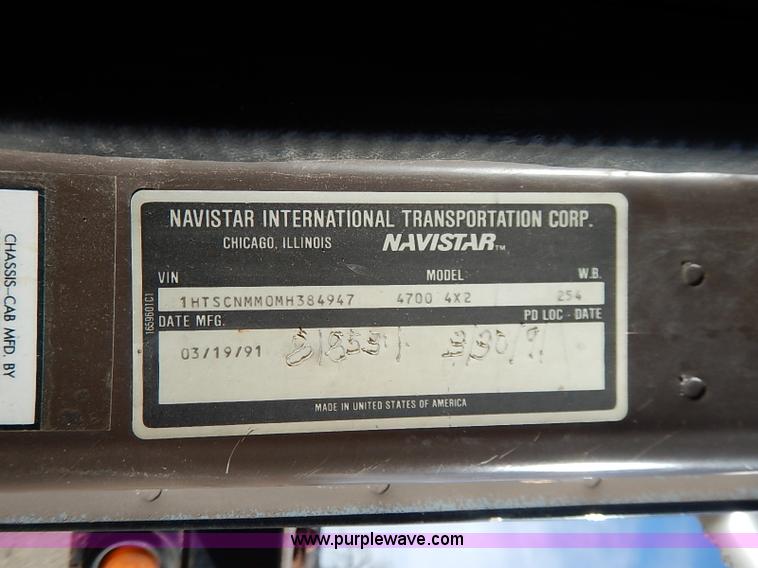 CHASSIS-CAB MFD. BY
NAVISTAR INTERNATIONAL TRANSPORTATION CORP.
CHICAGO, ILLINOIS NAVISTAR™
VIN MODEL W.B.
1HTSCNMM0MH384947 4700 4X2 254
DATE MFG. PD LOC - DATE
03/19/91
MADE IN UNITED STATES OF AMERICA
1659601C1
www.purplewave.com